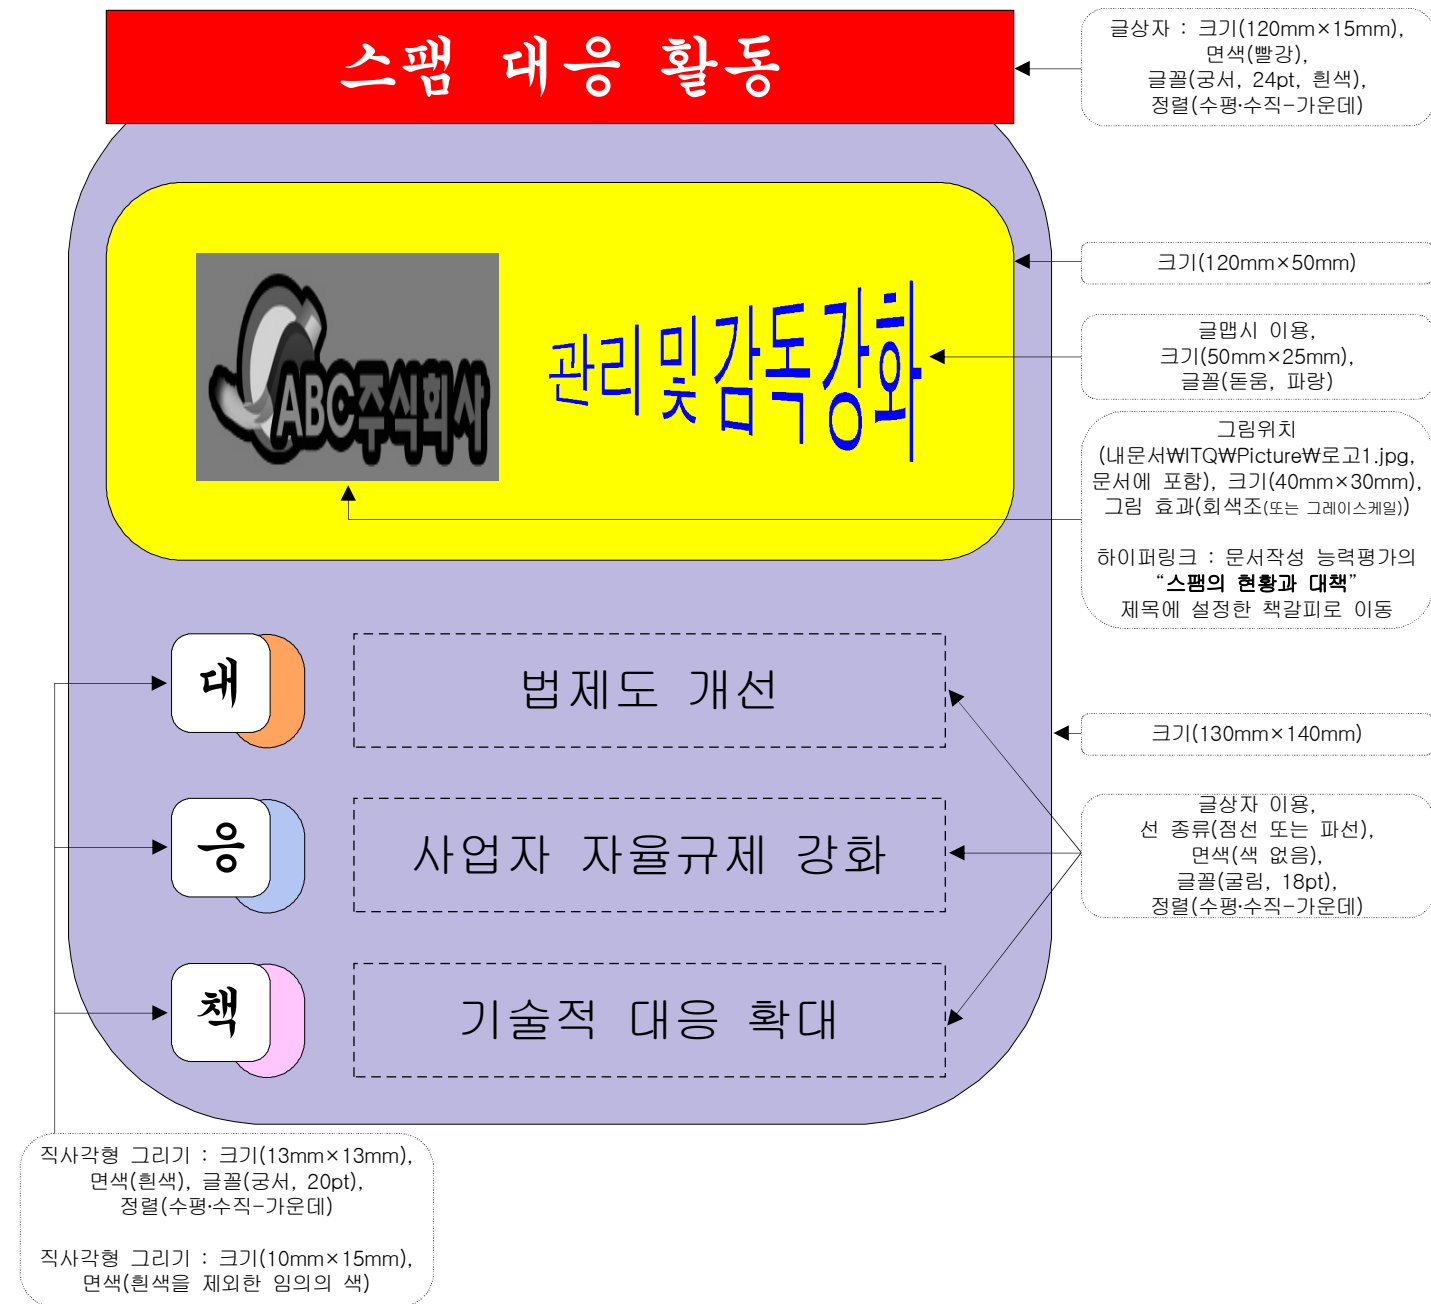 스팸 대응 활동
글상자 : 크기(120mm×15mm),
면색(빨강),
글꼴(궁서, 24pt, 흰색),
정렬(수평·수직-가운데)
크기(120mm×50mm)
ABC주식회사
관리 및 감독강화
글맵시 이용,
크기(50mm×25mm),
글꼴(돋움, 파랑)
그림위치
(내문서₩ITQ₩Picture₩로고1.jpg,
문서에 포함), 크기(40mm×30mm),
그림 효과(회색조(또는 그레이스케일))
하이퍼링크 : 문서작성 능력평가의
“스팸의 현황과 대책”
제목에 설정한 책갈피로 이동
대
법제도 개선
크기(130mm×140mm)
응
사업자 자율규제 강화
글상자 이용,
선 종류(점선 또는 파선),
면색(색 없음),
글꼴(굴림, 18pt),
정렬(수평·수직-가운데)
책
기술적 대응 확대
직사각형 그리기 : 크기(13mm×13mm),
면색(흰색), 글꼴(궁서, 20pt),
정렬(수평·수직-가운데)
직사각형 그리기 : 크기(10mm×15mm),
면색(흰색을 제외한 임의의 색)